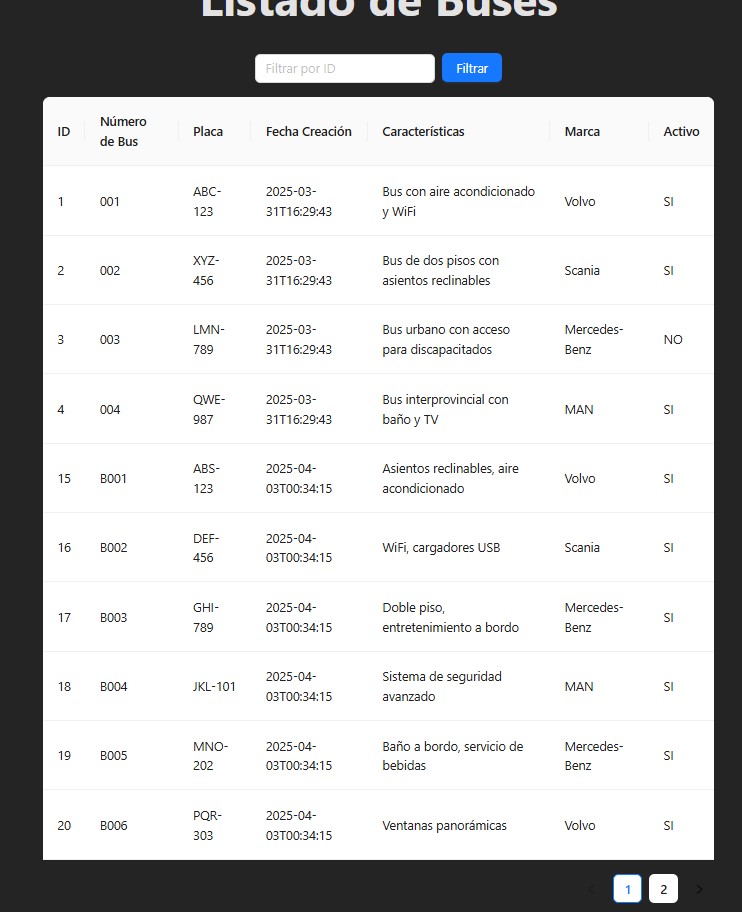 Listado de Buses
Filtrar por ID Filtrar
ID Número de Bus Placa Fecha Creación Características Marca Activo
1 001 ABC-123 2025-03-31T16:29:43 Bus con aire acondicionado y WiFi Volvo SI
2 002 XYZ-456 2025-03-31T16:29:43 Bus de dos pisos con asientos reclinables Scania SI
3 003 LMN-789 2025-03-31T16:29:43 Bus urbano con acceso para discapacitados Mercedes-Benz NO
4 004 QWE-987 2025-03-31T16:29:43 Bus interprovincial con baño y TV MAN SI
15 B001 ABS-123 2025-04-03T00:34:15 Asientos reclinables, aire acondicionado Volvo SI
16 B002 DEF-456 2025-04-03T00:34:15 WiFi, cargadores USB Scania SI
17 B003 GHI-789 2025-04-03T00:34:15 Doble piso, entretenimiento a bordo Mercedes-Benz SI
18 B004 JKL-101 2025-04-03T00:34:15 Sistema de seguridad avanzado MAN SI
19 B005 MNO-202 2025-04-03T00:34:15 Baño a bordo, servicio de bebidas Mercedes-Benz SI
20 B006 PQR-303 2025-04-03T00:34:15 Ventanas panorámicas Volvo SI
1 2